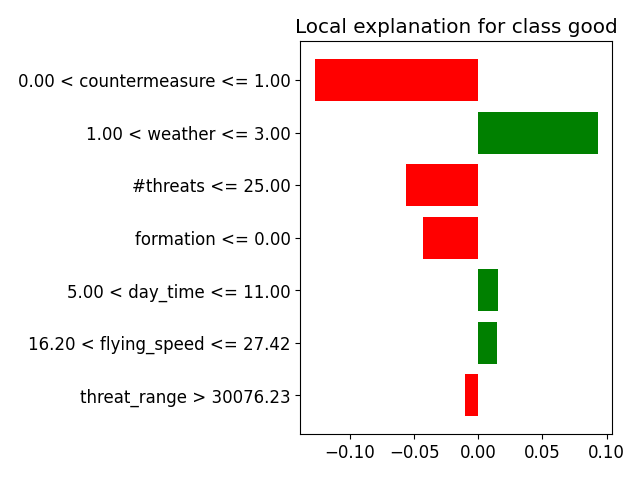 Local explanation for class good
0.00 < countermeasure <= 1.00
1.00 < weather <= 3.00
#threats <= 25.00
formation <= 0.00
5.00 < day_time <= 11.00
16.20 < flying_speed <= 27.42
threat_range > 30076.23
−0.10 −0.05 0.00 0.05 0.10